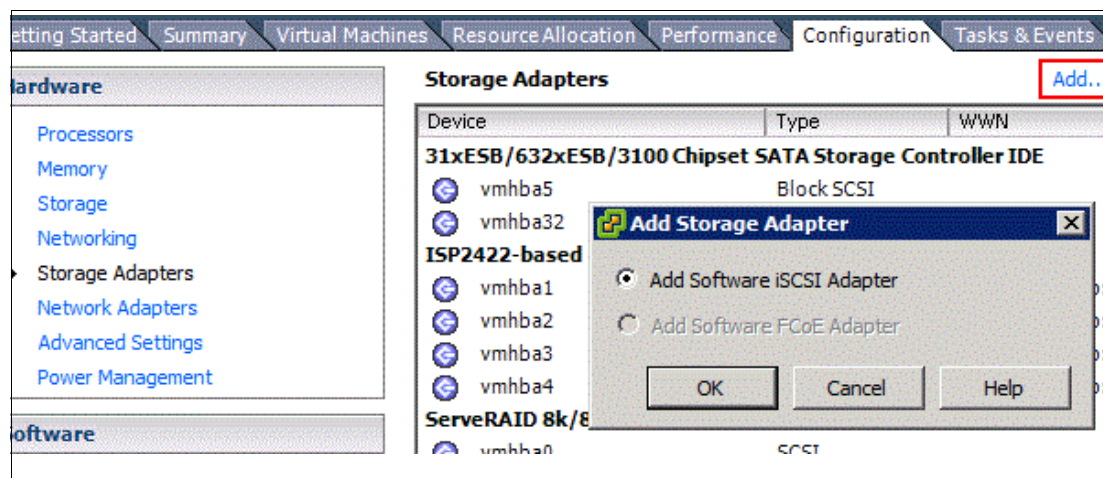 etting Started Summary Virtual Machines Resource Allocation Performance Configuration Tasks & Events
ardware
Processors
Memory
Storage
Networking
Storage Adapters
Network Adapters
Advanced Settings
Power Management
oftware
Storage Adapters Add..
Device Type WWN
31xESB/632xESB/3100 Chipset SATA Storage Controller IDE
vmhba5 Block SCSI
vmhba32
ISP2422-based
vmhba1
vmhba2
vmhba3
vmhba4
ServeRAID 8k/8
vmhba0 SCSI
Add Storage Adapter
Add Software iSCSI Adapter
Add Software FCoE Adapter
OK Cancel Help